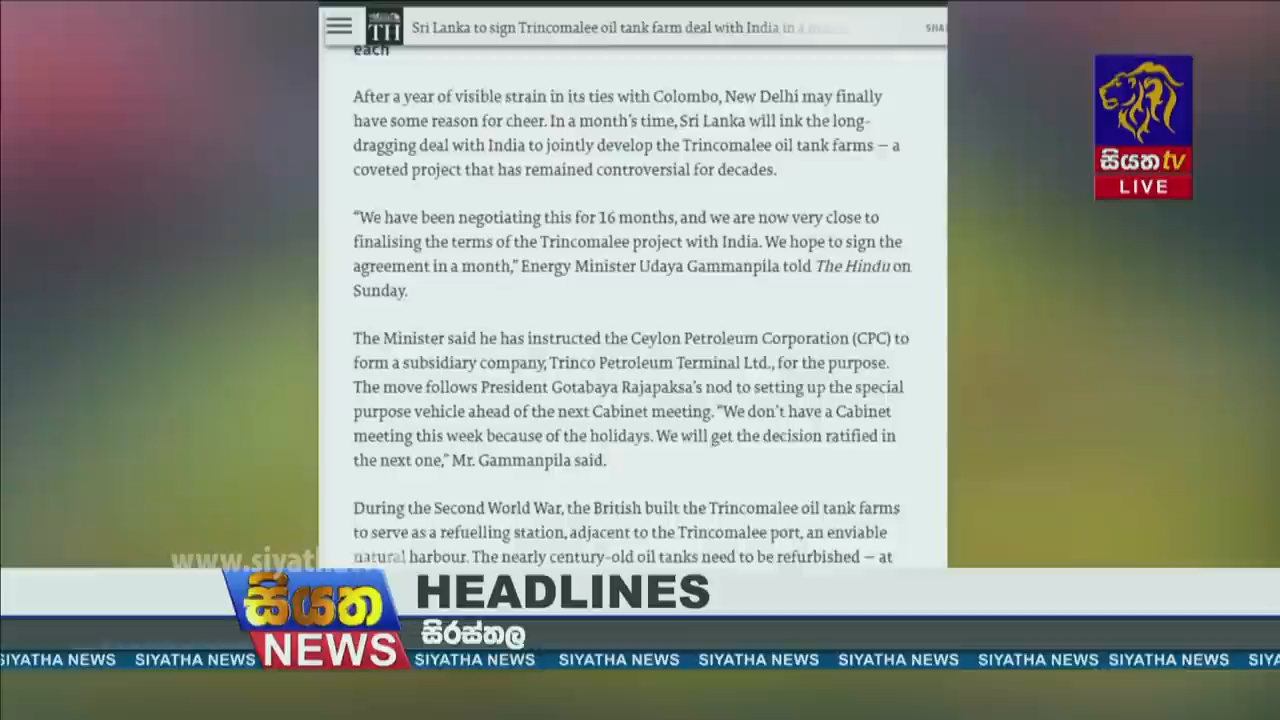 TH Sri Lanka to sign Trincomalee oil tank farm deal with India in a
each
After a year of visible strain in its ties with Colombo, New Delhi may finally
have some reason for cheer. In a month's time, Sri Lanka will ink the long-
dragging deal with India to jointly develop the Trincomalee oil tank farms — a
coveted project that has remained controversial for decades.
“We have been negotiating this for 16 months, and we are now very close to
finalising the terms of the Trincomalee project with India. We hope to sign the
agreement in a month,” Energy Minister Udaya Gammanpila told The Hindu on
Sunday.
The Minister said he has instructed the Ceylon Petroleum Corporation (CPC) to
form a subsidiary company, Trinco Petroleum Terminal Ltd., for the purpose.
The move follows President Gotabaya Rajapaksa's nod to setting up the special
purpose vehicle ahead of the next Cabinet meeting. “We don't have a Cabinet
meeting this week because of the holidays. We will get the decision ratified in
the next one,” Mr. Gammanpila said.
During the Second World War, the British built the Trincomalee oil tank farms
to serve as a refuelling station, adjacent to the Trincomalee port, an enviable
natural harbour. The nearly century-old oil tanks need to be refurbished — at
සියත tv
LIVE
සියත
NEWS
HEADLINES
සිරස්තල
SIYATHA NEWS SIYATHA NEWS SIYATHA NEWS SIYATHA NEWS SIYATHA NEWS SIYATHA NEWS SIYATHA NEWS SIYATHA NEWS